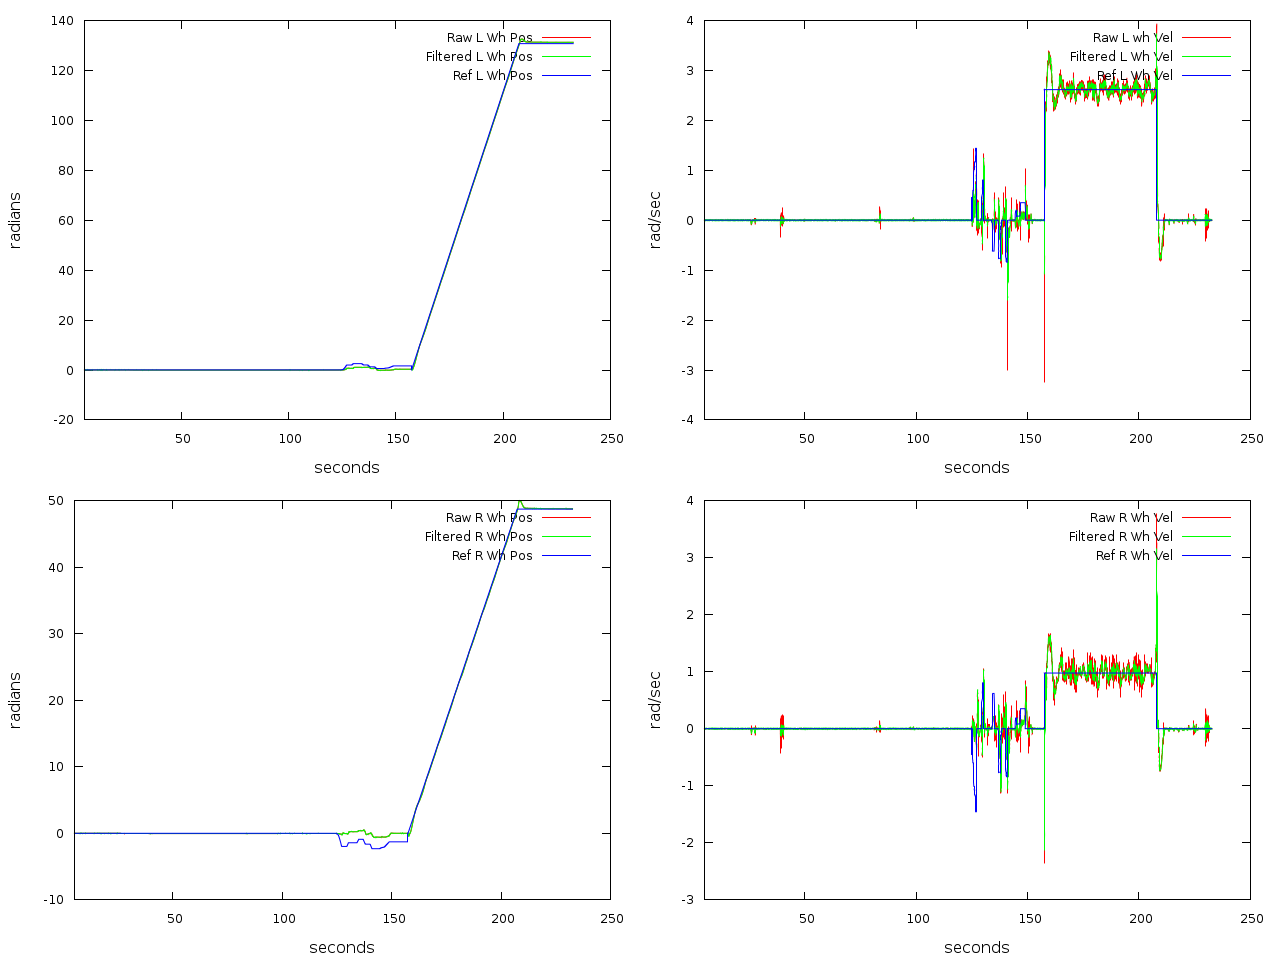 140
120
100
80
60
40
20
0
-20
radians
Raw L Wh Pos
Filtered L Wh Pos
Ref L Wh Pos
50 100 150 200 250
seconds
4
3
2
1
0
-1
-2
-3
-4
rad/sec
Raw L wh Vel
Filtered L Wh Vel
Ref L Wh Vel
50 100 150 200 250
seconds
50
40
30
20
10
0
-10
radians
Raw R Wh Pos
Filtered R Wh Pos
Ref R Wh Pos
50 100 150 200 250
seconds
4
3
2
1
0
-1
-2
-3
rad/sec
Raw R Wh Vel
Filtered R Wh Vel
Ref R Wh Vel
50 100 150 200 250
seconds